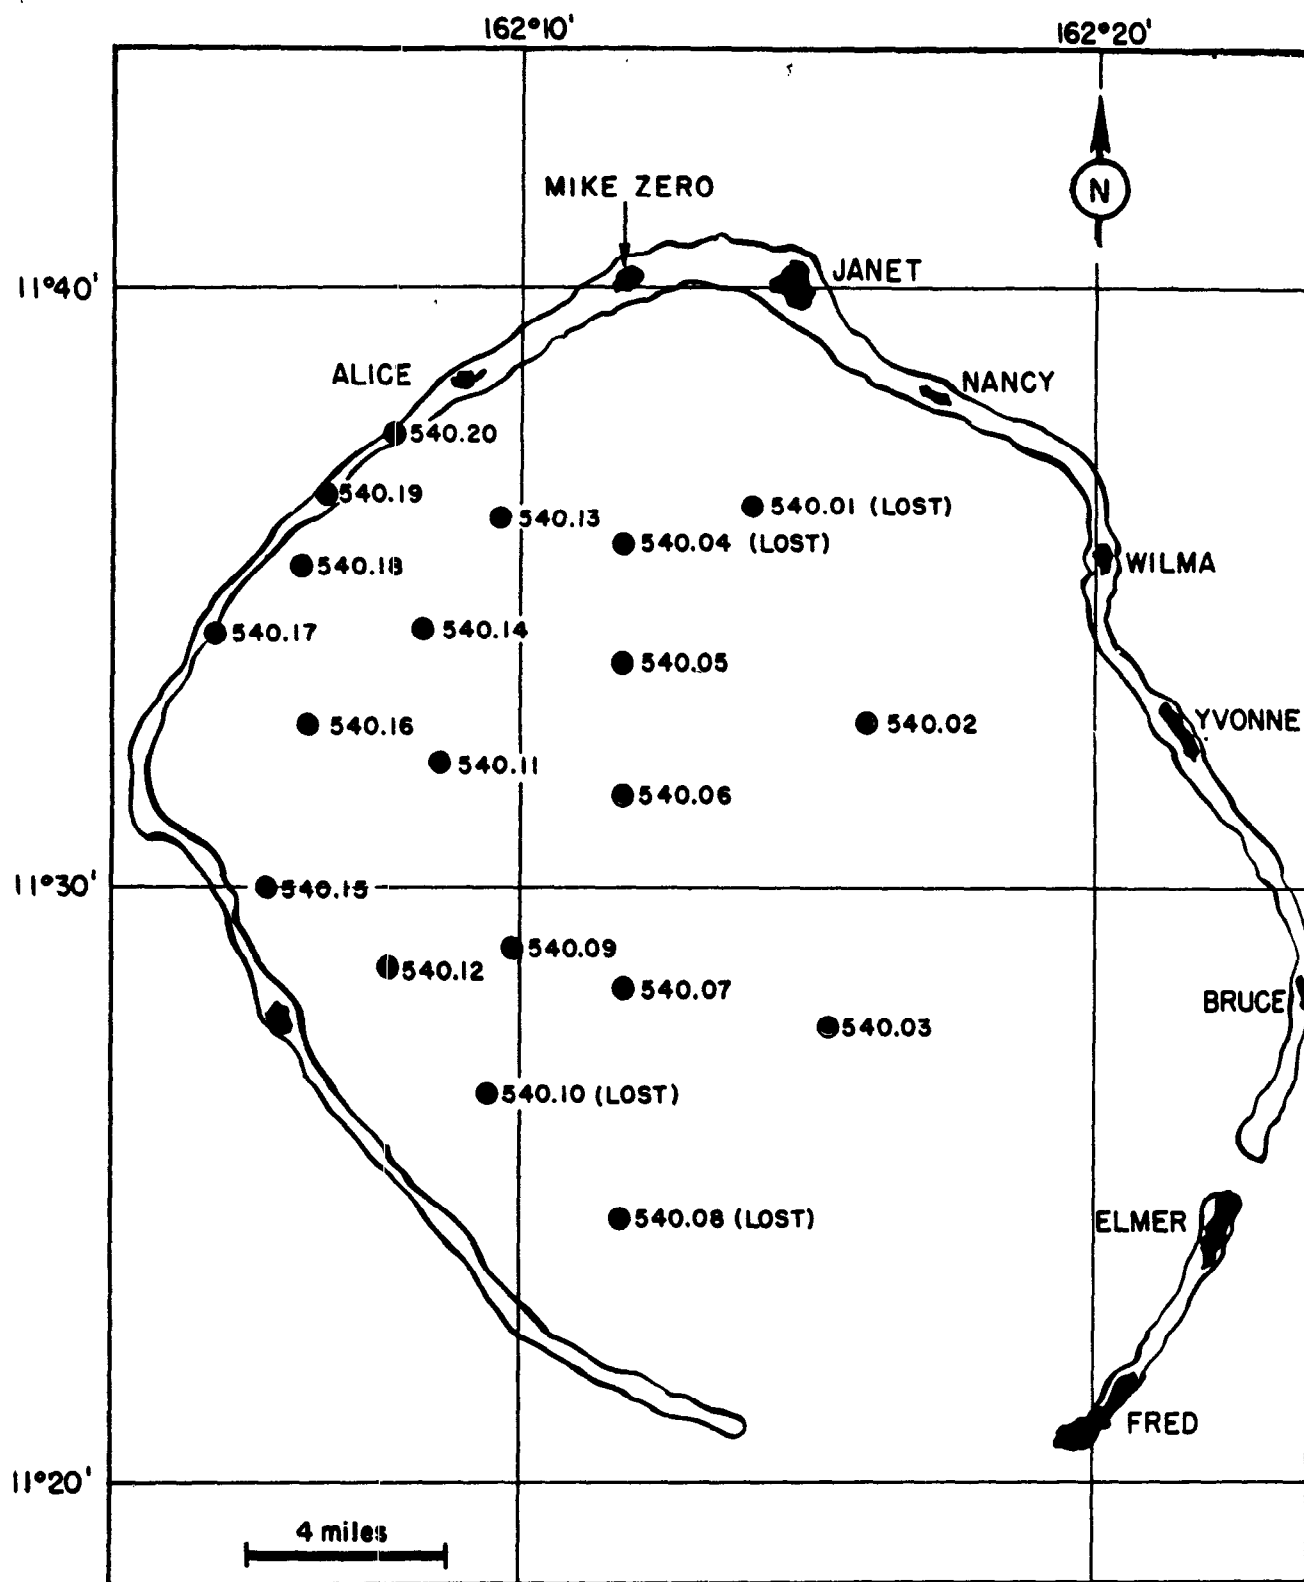 162°10'
162°20'
N
MIKE ZERO
JANET
11°40'
ALICE
NANCY
540.20
540.19
540.13
540.01 (LOST)
540.04 (LOST)
540.18
WILMA
540.17
540.14
540.05
540.16
540.02
YVONNE
540.11
540.06
11°30'
540.15
540.09
540.12
540.07
BRUCE
540.03
540.10 (LOST)
540.08 (LOST)
ELMER
FRED
11°20'
4 miles